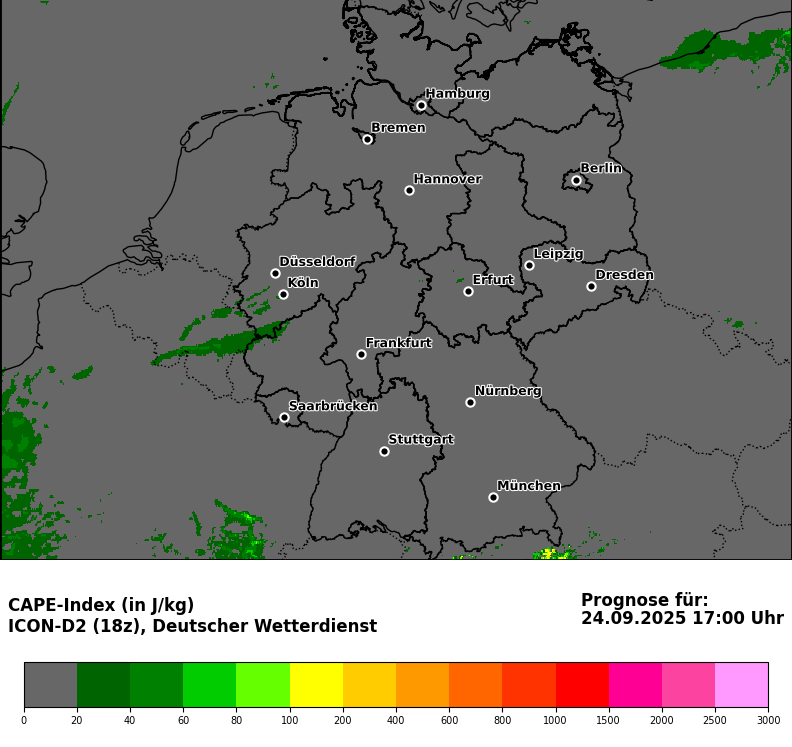 Hamburg
Bremen
Berlin
Hannover
Leipzig
Düsseldorf
Dresden
Köln
Erfurt
Frankfurt
Nürnberg
Saarbrücken
Stuttgart
München
CAPE-Index (in J/kg)
ICON-D2 (18z), Deutscher Wetterdienst
Prognose für:
24.09.2025 17:00 Uhr
0 20 40 60 80 100 200 400 600 800 1000 1500 2000 2500 3000